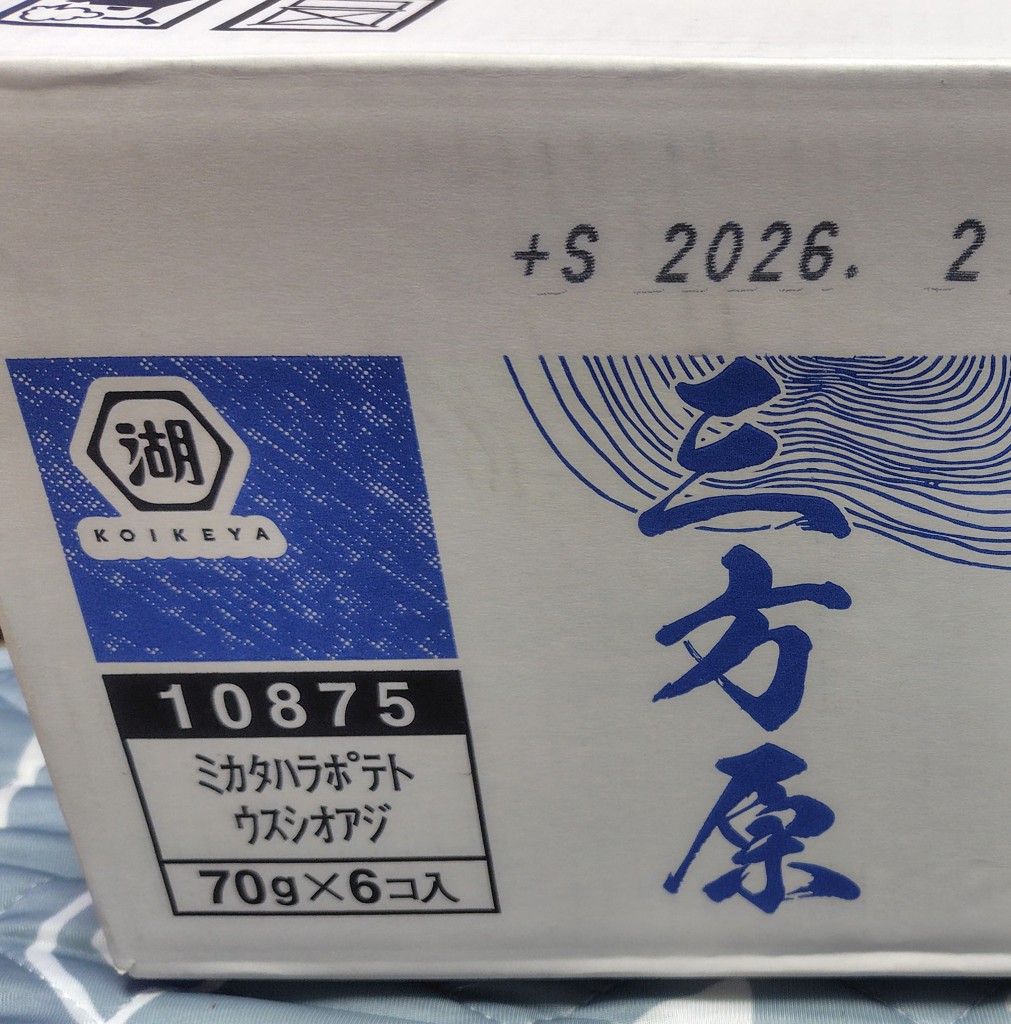 +S 2026. 2
湖
KOIKEYA
三方原
10875
ミカタハラポテト
ウスシオアジ
70g×6コ入